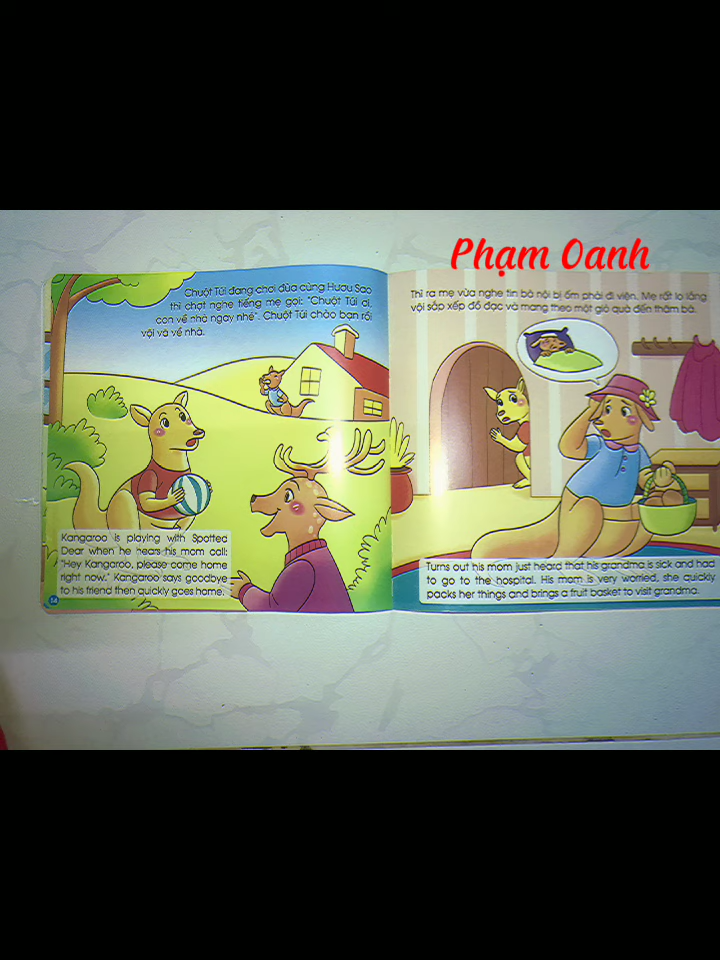 Phạm Oanh
Chuột Túi đang chơi đùa cùng Hươu Sao
thì chợt nghe tiếng mẹ gọi: "Chuột Túi ơi,
con về nhà ngay nhé". Chuột Túi chào bạn rồi
vội vã về nhà.
Kangaroo is playing with Spotted
Dear when he hears his mom call:
"Hey Kangaroo, please come home
right now." Kangaroo says goodbye
to his friend then quickly goes home.
54
Thì ra mẹ vừa nghe tin bà nội bị ốm phải đi viện. Mẹ rất lo lắng
vội sắp xếp đồ đạc và mang theo một giỏ quà đến thăm bà.
Turns out his mom just heard that his grandma is sick and had
to go to the hospital. His mom is very worried, she quickly
packs her things and brings a fruit basket to visit grandma.